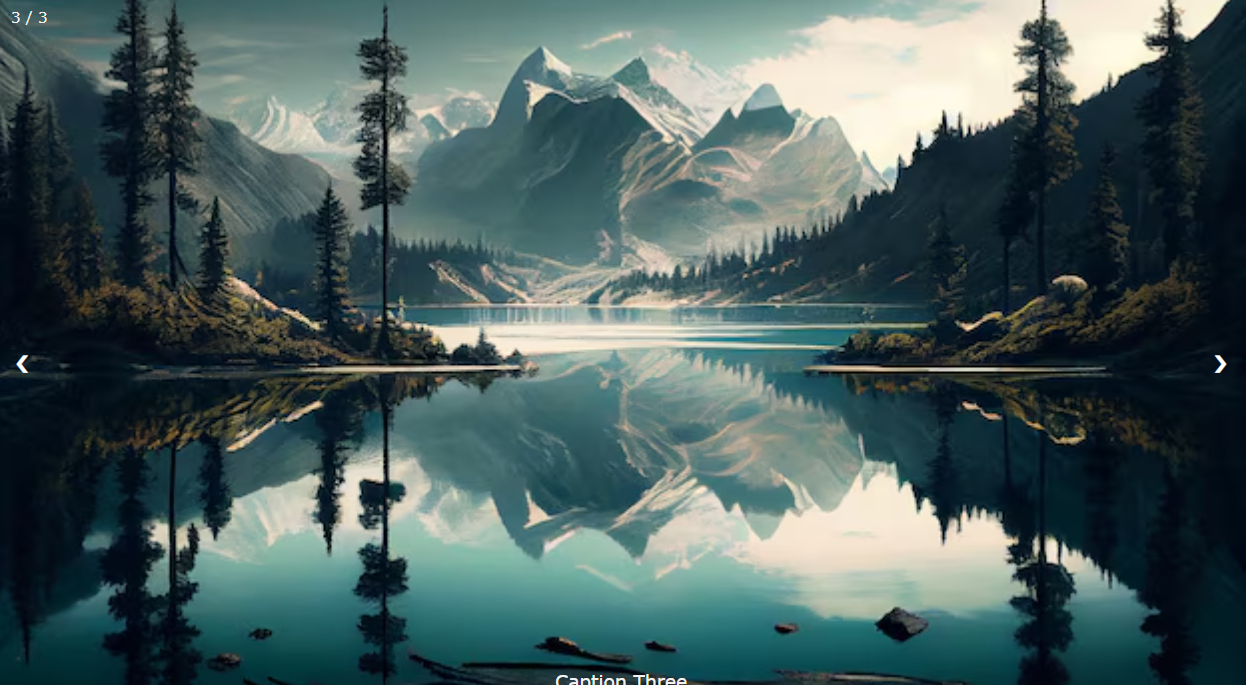 3 / 3
❮
❯
Caption Three